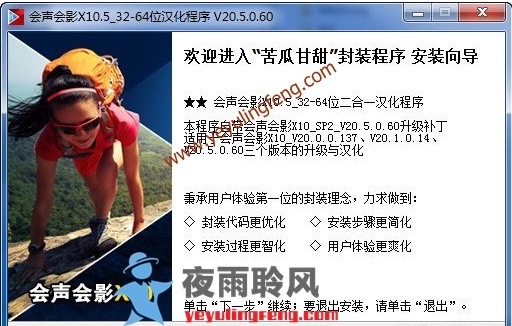 会声会影X10.5_32-64位汉化程序 V20.5.0.60
欢迎进入“苦瓜甘甜”封装程序 安装向导
★★ 会声会影X10.5_32-64位二合一汉化程序
本程序自带会声会影X10_SP2_V20.5.0.60升级补丁
适用于会声会影X10_V20.0.0.137、V20.1.0.14、
V20.5.0.60三个版本的升级与汉化
www.yeyulingfeng.com
秉承用户体验第一位的封装理念，力求做到：
◇ 封装代码更优化 ◇ 安装步骤更简化
◇ 安装过程更智化 ◇ 用户体验更爽化
会声会影X10
夜雨聆风
yeyulingfeng.com
单击“下一步”继续；要退出安装，请单击“退出”。